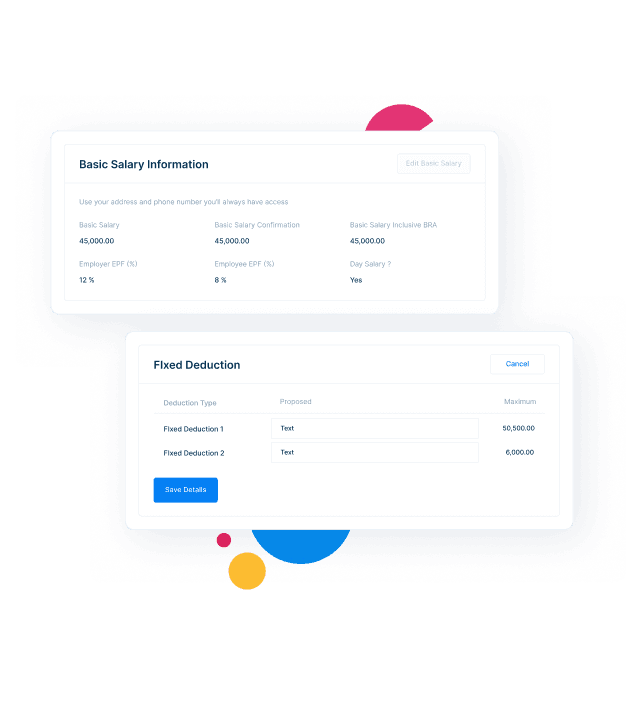 Basic Salary Information
Edit Basic Salary
Use your address and phone number you'll always have access
Basic Salary Basic Salary Confirmation Basic Salary Inclusive BRA
45,000.00 45,000.00 45,000.00
Employer EPF (%) Employee EPF (%) Day Salary ?
12 % 8 % Yes
FIxed Deduction
Cancel
Deduction Type Proposed Maximum
FIxed Deduction 1 Text 50,500.00
FIxed Deduction 2 Text 6,000.00
Save Details